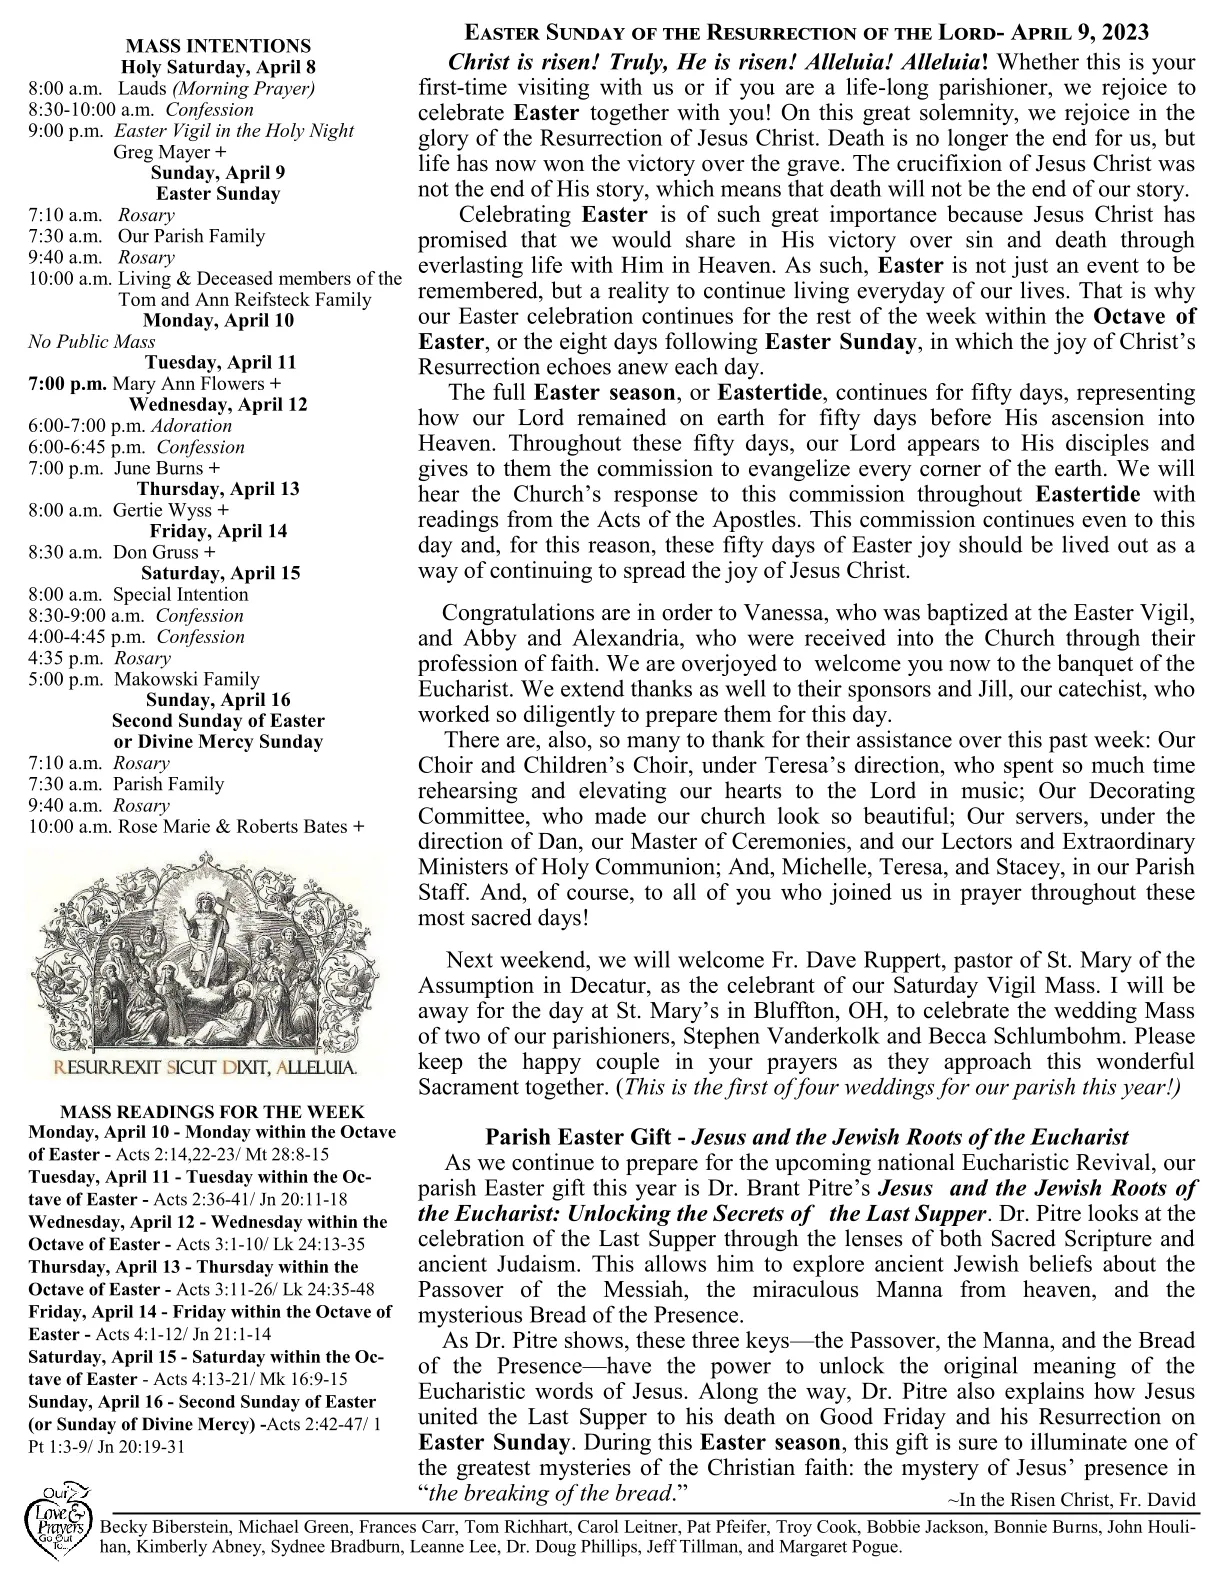 MASS INTENTIONS
Holy Saturday, April 8
8:00 a.m. Lauds (Morning Prayer)
8:30-10:00 a.m. Confession
9:00 p.m. Easter Vigil in the Holy Night
Greg Mayer +
Sunday, April 9
Easter Sunday
7:10 a.m. Rosary
7:30 a.m. Our Parish Family
9:40 a.m. Rosary
10:00 a.m. Living & Deceased members of the
Tom and Ann Reifsteck Family
Monday, April 10
No Public Mass
Tuesday, April 11
7:00 p.m. Mary Ann Flowers +
Wednesday, April 12
6:00-7:00 p.m. Adoration
6:00-6:45 p.m. Confession
7:00 p.m. June Burns +
Thursday, April 13
8:00 a.m. Gertie Wyss +
Friday, April 14
8:30 a.m. Don Gruss +
Saturday, April 15
8:00 a.m. Special Intention
8:30-9:00 a.m. Confession
4:00-4:45 p.m. Confession
4:35 p.m. Rosary
5:00 p.m. Makowski Family
Sunday, April 16
Second Sunday of Easter
or Divine Mercy Sunday
7:10 a.m. Rosary
7:30 a.m. Parish Family
9:40 a.m. Rosary
10:00 a.m. Rose Marie & Roberts Bates +
RESURREXIT SICUT DIXIT, ALLELUIA.
MASS READINGS FOR THE WEEK
Monday, April 10 - Monday within the Octave
of Easter - Acts 2:14,22-23/ Mt 28:8-15
Tuesday, April 11 - Tuesday within the Oc-
tave of Easter - Acts 2:36-41/ Jn 20:11-18
Wednesday, April 12 - Wednesday within the
Octave of Easter - Acts 3:1-10/ Lk 24:13-35
Thursday, April 13 - Thursday within the
Octave of Easter - Acts 3:11-26/ Lk 24:35-48
Friday, April 14 - Friday within the Octave of
Easter - Acts 4:1-12/ Jn 21:1-14
Saturday, April 15 - Saturday within the Oc-
tave of Easter - Acts 4:13-21/ Mk 16:9-15
Sunday, April 16 - Second Sunday of Easter
(or Sunday of Divine Mercy) -Acts 2:42-47/ 1
Pt 1:3-9/ Jn 20:19-31
EASTER SUNDAY OF THE RESURRECTION OF THE LORD- APRIL 9, 2023
Christ is risen! Truly, He is risen! Alleluia! Alleluia! Whether this is your
first-time visiting with us or if you are a life-long parishioner, we rejoice to
celebrate Easter together with you! On this great solemnity, we rejoice in the
glory of the Resurrection of Jesus Christ. Death is no longer the end for us, but
life has now won the victory over the grave. The crucifixion of Jesus Christ was
not the end of His story, which means that death will not be the end of our story.
Celebrating Easter is of such great importance because Jesus Christ has
promised that we would share in His victory over sin and death through
everlasting life with Him in Heaven. As such, Easter is not just an event to be
remembered, but a reality to continue living everyday of our lives. That is why
our Easter celebration continues for the rest of the week within the Octave of
Easter, or the eight days following Easter Sunday, in which the joy of Christ's
Resurrection echoes anew each day.
The full Easter season, or Eastertide, continues for fifty days, representing
how our Lord remained on earth for fifty days before His ascension into
Heaven. Throughout these fifty days, our Lord appears to His disciples and
gives to them the commission to evangelize every corner of the earth. We will
hear the Church's response to this commission throughout Eastertide with
readings from the Acts of the Apostles. This commission continues even to this
day and, for this reason, these fifty days of Easter joy should be lived out as a
way of continuing to spread the joy of Jesus Christ.
Congratulations are in order to Vanessa, who was baptized at the Easter Vigil,
and Abby and Alexandria, who were received into the Church through their
profession of faith. We are overjoyed to welcome you now to the banquet of the
Eucharist. We extend thanks as well to their sponsors and Jill, our catechist, who
worked so diligently to prepare them for this day.
There are, also, so many to thank for their assistance over this past week: Our
Choir and Children's Choir, under Teresa's direction, who spent so much time
rehearsing and elevating our hearts to the Lord in music; Our Decorating
Committee, who made our church look so beautiful; Our servers, under the
direction of Dan, our Master of Ceremonies, and our Lectors and Extraordinary
Ministers of Holy Communion; And, Michelle, Teresa, and Stacey, in our Parish
Staff. And, of course, to all of you who joined us in prayer throughout these
most sacred days!
Next weekend, we will welcome Fr. Dave Ruppert, pastor of St. Mary of the
Assumption in Decatur, as the celebrant of our Saturday Vigil Mass. I will be
away for the day at St. Mary's in Bluffton, OH, to celebrate the wedding Mass
of two of our parishioners, Stephen Vanderkolk and Becca Schlumbohm. Please
keep the happy couple in your prayers as they approach this wonderful
Sacrament together. (This is the first of four weddings for our parish this year!)
Parish Easter Gift - Jesus and the Jewish Roots of the Eucharist
As we continue to prepare for the upcoming national Eucharistic Revival, our
parish Easter gift this year is Dr. Brant Pitre's Jesus and the Jewish Roots of
the Eucharist: Unlocking the Secrets of the Last Supper. Dr. Pitre looks at the
celebration of the Last Supper through the lenses of both Sacred Scripture and
ancient Judaism. This allows him to explore ancient Jewish beliefs about the
Passover of the Messiah, the miraculous Manna from heaven, and the
mysterious Bread of the Presence.
As Dr. Pitre shows, these three keys—the Passover, the Manna, and the Bread
of the Presence—have the power to unlock the original meaning of the
Eucharistic words of Jesus. Along the way, Dr. Pitre also explains how Jesus
united the Last Supper to his death on Good Friday and his Resurrection on
Easter Sunday. During this Easter season, this gift is sure to illuminate one of
the greatest mysteries of the Christian faith: the mystery of Jesus' presence in
"the breaking of the bread."
~In the Risen Christ, Fr. David
Our
Love &
Prayers
Go Out
To...
Becky Biberstein, Michael Green, Frances Carr, Tom Richhart, Carol Leitner, Pat Pfeifer, Troy Cook, Bobbie Jackson, Bonnie Burns, John Houli-
han, Kimberly Abney, Sydnee Bradburn, Leanne Lee, Dr. Doug Phillips, Jeff Tillman, and Margaret Pogue.